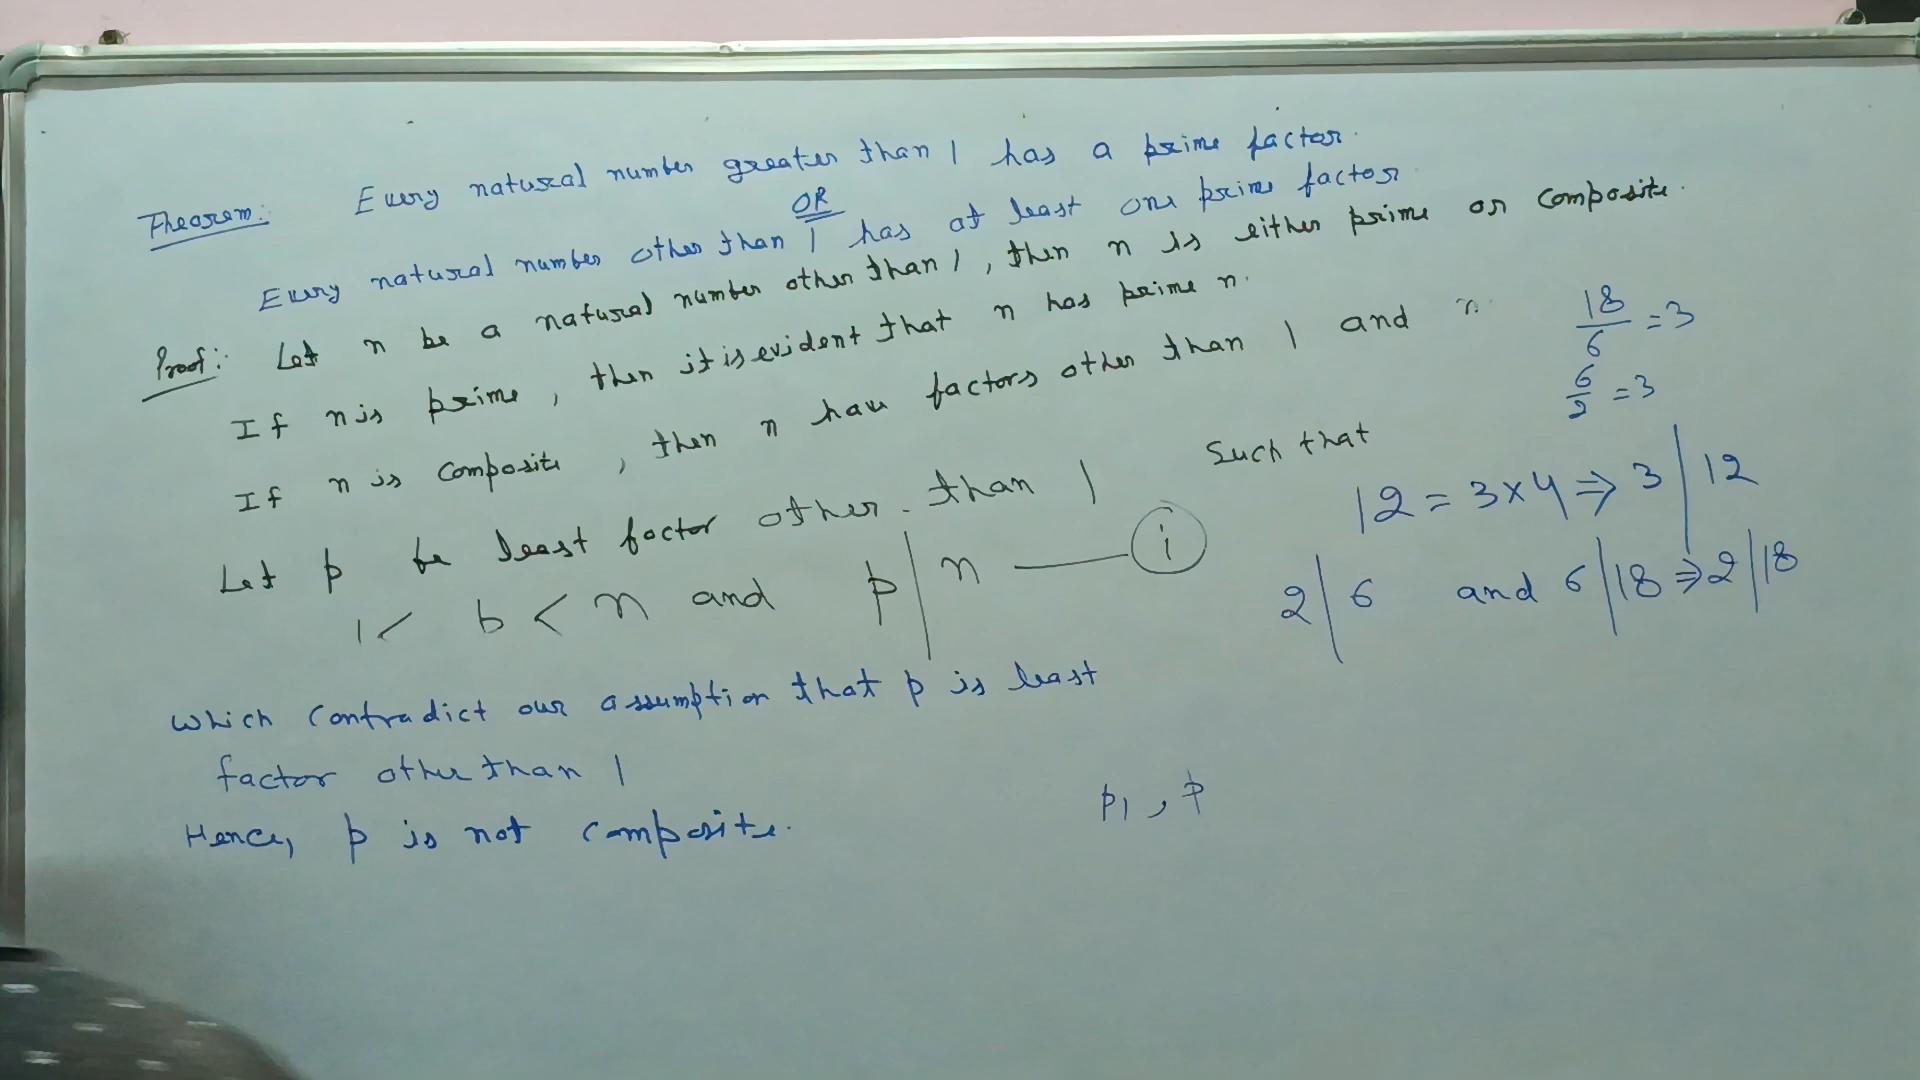 Theorem: Every natural number greater than 1 has a prime factor.
OR
Every natural number other than 1 has at least one prime factor
Proof: Let n be a natural number other than 1, then n is either prime or composite.
If n is prime, then it is evident that n has prime n.
If n is composite, then n have factors other than 1 and n.
Let p be least factor other than 1 such that
1 < p < n and p | n — (i)
which contradict our assumption that p is least
factor other than 1
Hence, p is not composite.
18/6 = 3
6/2 = 3
12 = 3 x 4 ⇒ 3 | 12
2 | 6 and 6 | 18 ⇒ 2 | 18
p1, p